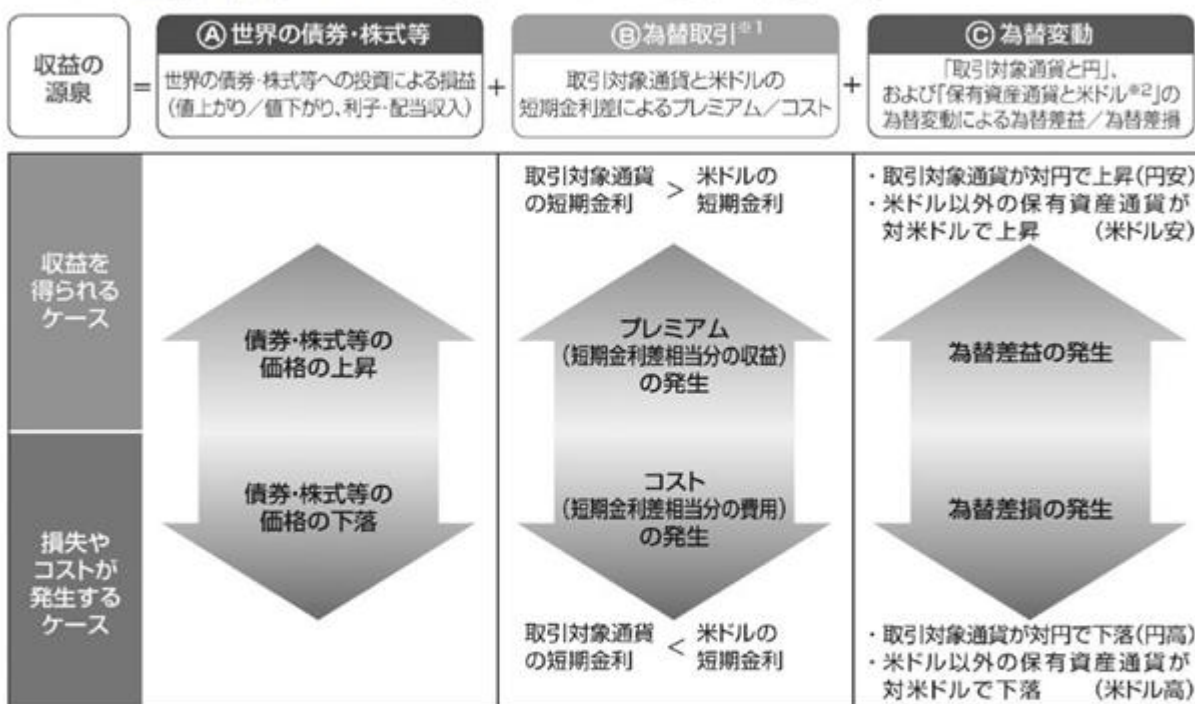 収益の
源泉
=
Ⓐ世界の債券・株式等
世界の債券・株式等への投資による損益
(値上がり/値下がり、利子・配当収入)
+
Ⓑ為替取引※1
取引対象通貨と米ドルの
短期金利差によるプレミアム/コスト
+
Ⓒ為替変動
「取引対象通貨と円」、
および「保有資産通貨と米ドル※2」の
為替変動による為替差益/為替差損
収益を
得られる
ケース
債券・株式等の
価格の上昇
取引対象通貨 > 米ドルの
の短期金利 短期金利
プレミアム
(短期金利差相当分の収益)
の発生
・取引対象通貨が対円で上昇(円安)
・米ドル以外の保有資産通貨が
対米ドルで上昇 (米ドル安)
為替差益の発生
損失や
コストが
発生する
ケース
債券・株式等の
価格の下落
コスト
(短期金利差相当分の費用)
の発生
取引対象通貨 < 米ドルの
の短期金利 短期金利
為替差損の発生
・取引対象通貨が対円で下落(円高)
・米ドル以外の保有資産通貨が
対米ドルで下落 (米ドル高)